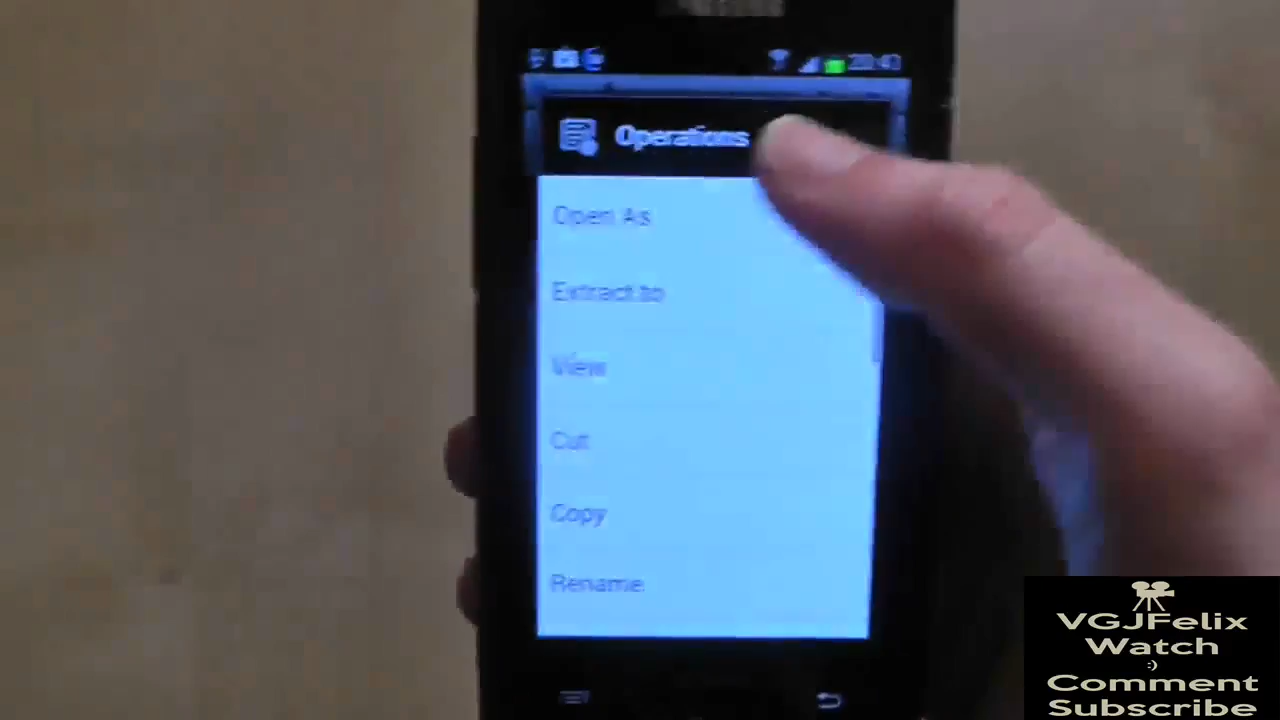 Operations
Open As
Extract to
View
Cut
Copy
Rename
VGJFelix
Watch
:)
Comment
Subscribe